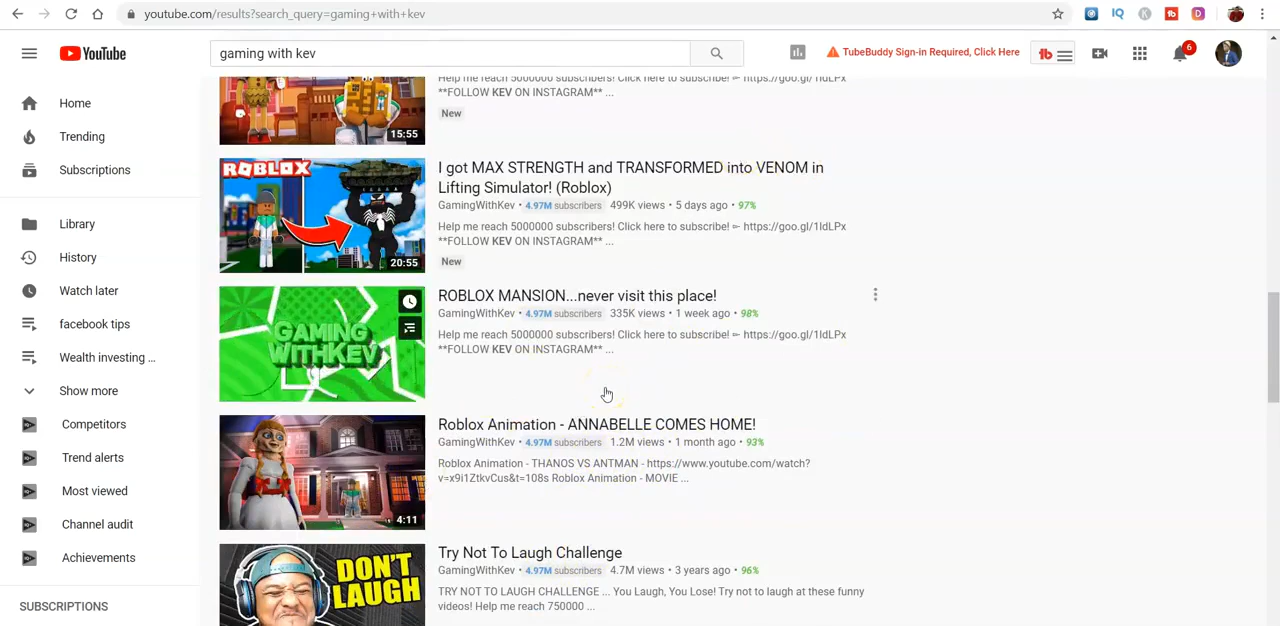 youtube.com/results?search_query=gaming+with+kev
IQ
K
tb
D
YouTube
gaming with kev
TubeBuddy Sign-in Required, Click Here
tb
6
Home
Trending
Subscriptions
Library
History
Watch later
facebook tips
Wealth investing ...
Show more
Competitors
Trend alerts
Most viewed
Channel audit
Achievements
SUBSCRIPTIONS
15:55
Help me reach 5000000 subscribers! Click here to subscribe! ➳ https://goo.gl/1IdLPx
**FOLLOW KEV ON INSTAGRAM** ...
New
ROBLOX
20:55
I got MAX STRENGTH and TRANSFORMED into VENOM in
Lifting Simulator! (Roblox)
GamingWithKev • 4.97M subscribers 499K views • 5 days ago • 97%
Help me reach 5000000 subscribers! Click here to subscribe! ➳ https://goo.gl/1IdLPx
**FOLLOW KEV ON INSTAGRAM** ...
New
GAMING
WITHKEV
ROBLOX MANSION...never visit this place!
GamingWithKev • 4.97M subscribers 335K views • 1 week ago • 98%
Help me reach 5000000 subscribers! Click here to subscribe! ➳ https://goo.gl/1IdLPx
**FOLLOW KEV ON INSTAGRAM** ...
4:11
Roblox Animation - ANNABELLE COMES HOME!
GamingWithKev • 4.97M subscribers 1.2M views • 1 month ago • 93%
Roblox Animation - THANOS VS ANTMAN - https://www.youtube.com/watch?
v=x9i1ZtkvCus&t=108s Roblox Animation - MOVIE ...
DON'T
LAUGH
Try Not To Laugh Challenge
GamingWithKev • 4.97M subscribers 4.7M views • 3 years ago • 96%
TRY NOT TO LAUGH CHALLENGE ... You Laugh, You Lose! Try not to laugh at these funny
videos! Help me reach 750000 ...